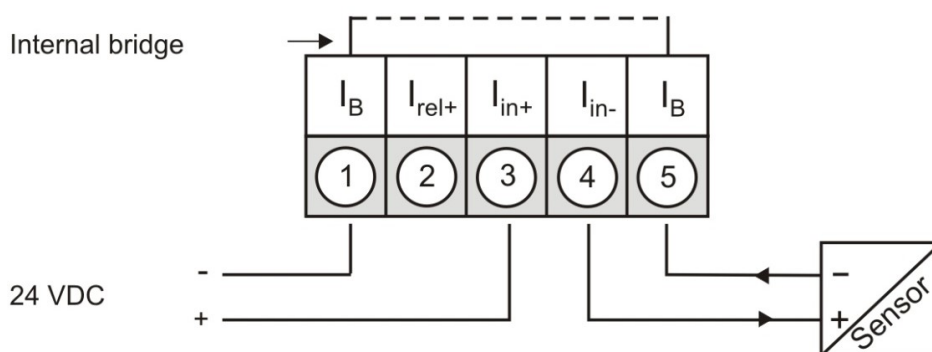 Internal bridge
I_B I_rel+ I_in+ I_in- I_B
1 2 3 4 5
24 VDC
-
+
-
+
Sensor